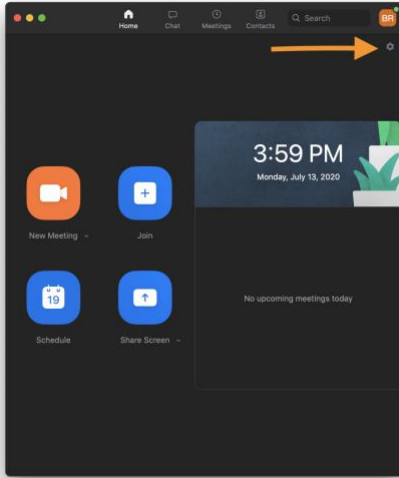 Home
Chat
Meetings
Contacts
Search
BR
3:59 PM
Monday, July 13, 2020
New Meeting
Join
19
Schedule
Share Screen
No upcoming meetings today